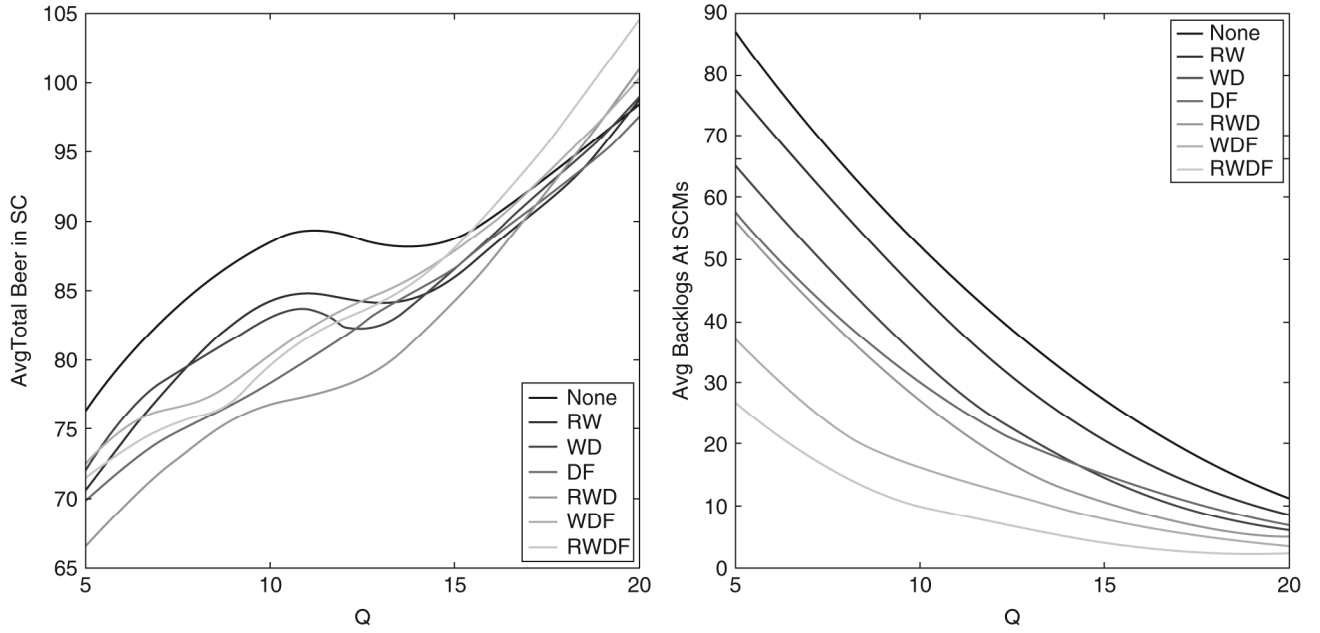 105
100
95
90
85
80
75
70
65
5
10
15
20
Q
AvgTotal Beer in SC
None
RW
WD
DF
RWD
WDF
RWDF
90
80
70
60
50
40
30
20
10
0
5
10
15
20
Q
Avg Backlogs At SCMs
None
RW
WD
DF
RWD
WDF
RWDF